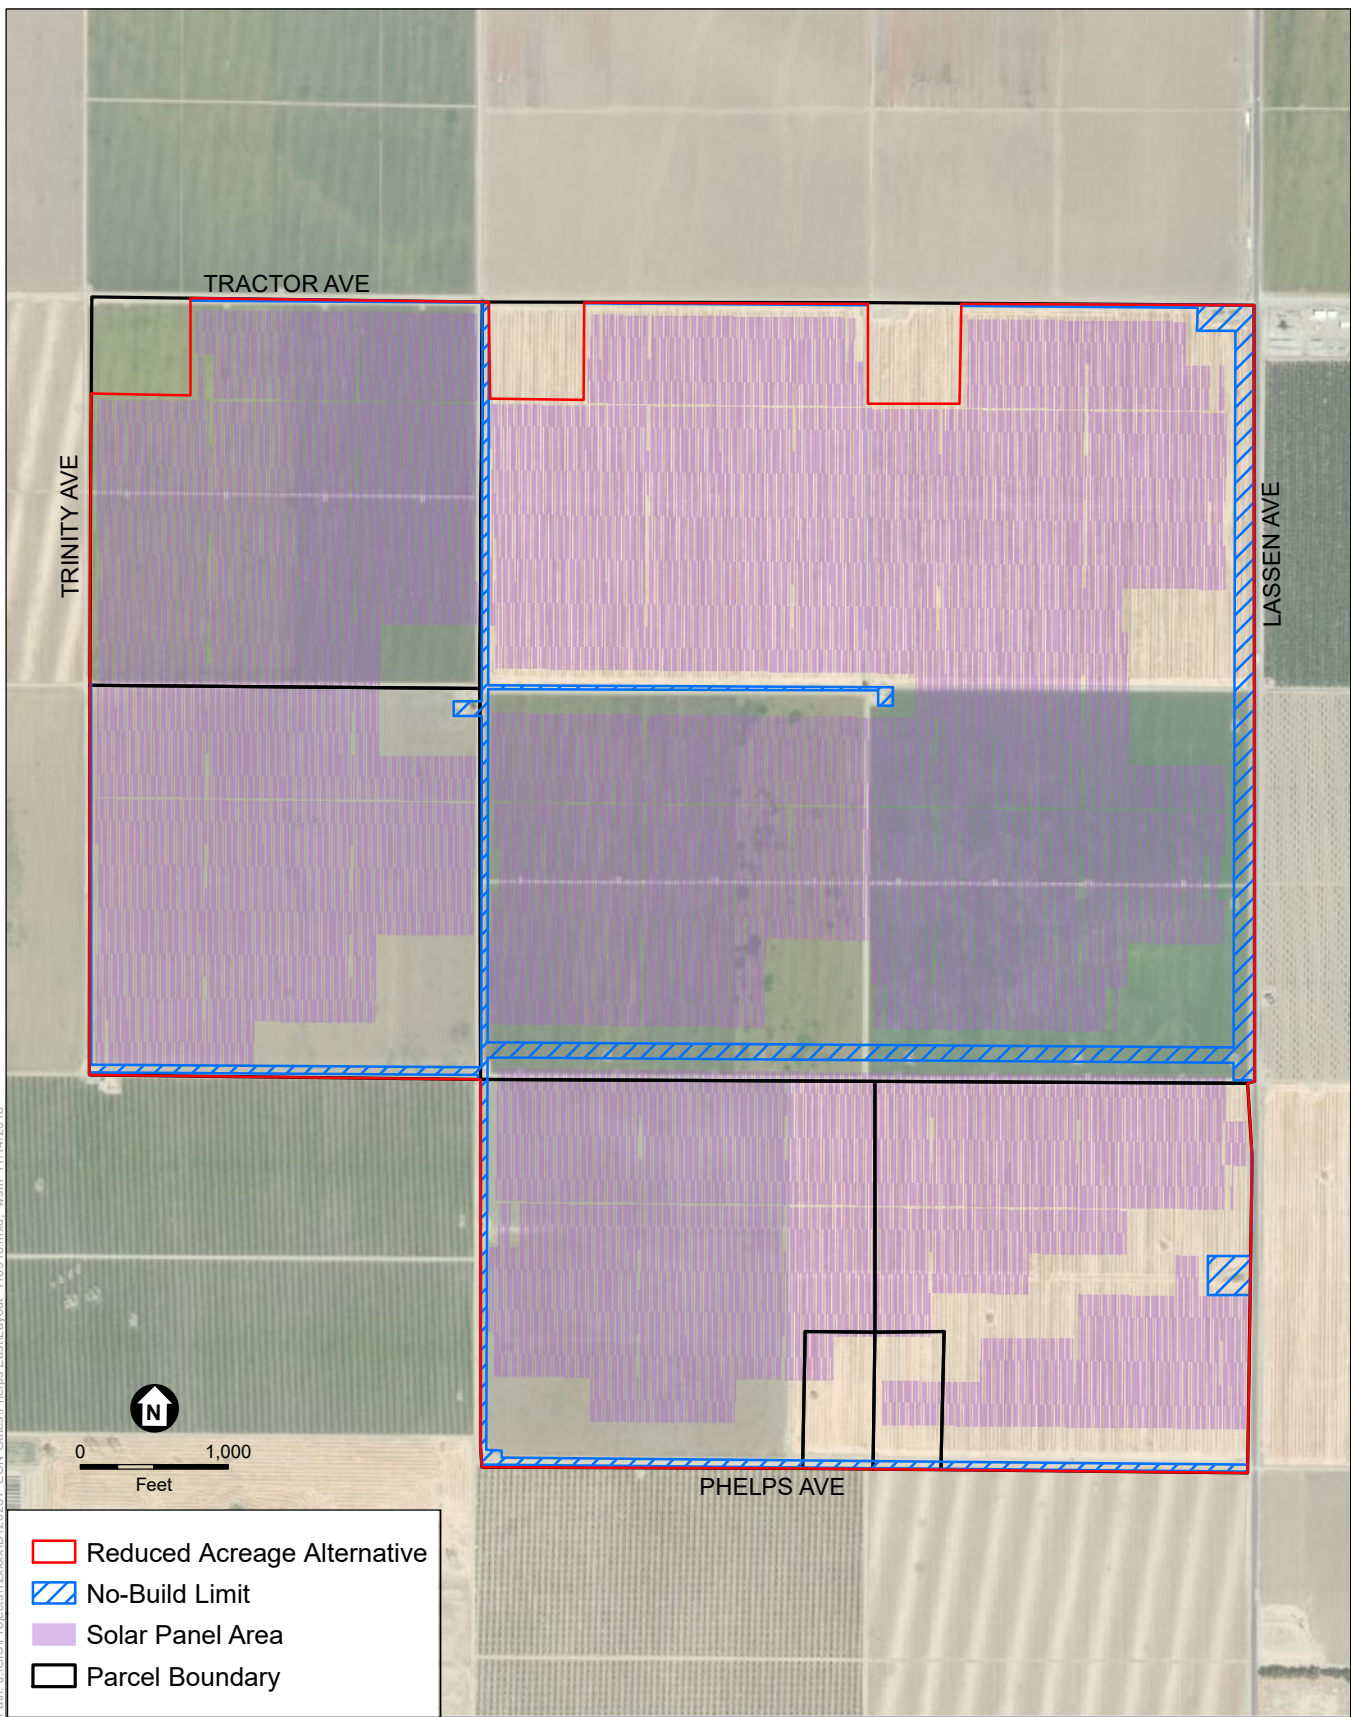 TRACTOR AVE
TRINITY AVE
LASSEN AVE
N
0 1,000
Feet
PHELPS AVE
Reduced Acreage Alternative
No-Build Limit
Solar Panel Area
Parcel Boundary